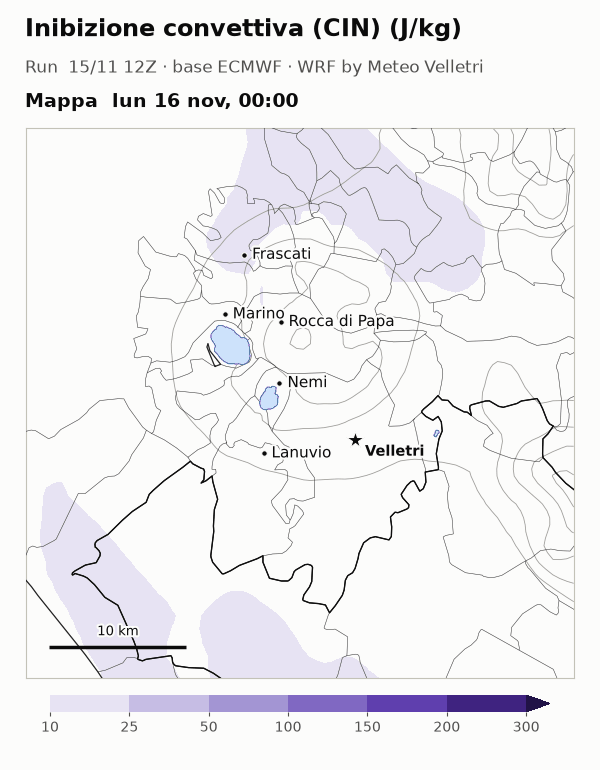 Inibizione convettiva (CIN) (J/kg)
Run  15/11 12Z · base ECMWF · WRF by Meteo Velletri
Mappa  lun 16 nov, 00:00
Frascati
Marino
Rocca di Papa
Nemi
Velletri
Lanuvio
10 km
10 25 50 100 150 200 300